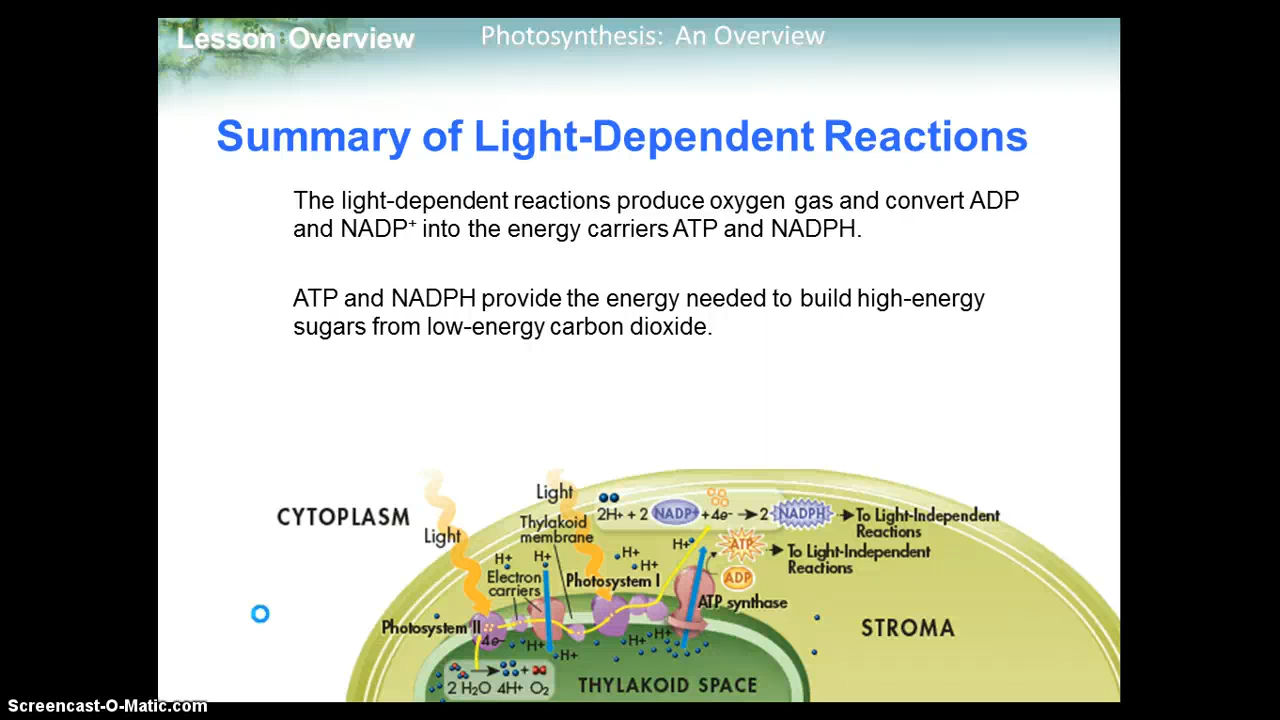 Lesson Overview
Photosynthesis: An Overview
Summary of Light-Dependent Reactions
The light-dependent reactions produce oxygen gas and convert ADP
and NADP⁺ into the energy carriers ATP and NADPH.
ATP and NADPH provide the energy needed to build high-energy
sugars from low-energy carbon dioxide.
CYTOPLASM
Light
Light
Thylakoid
membrane
2H+ + 2 NADP+ +4e- → 2 NADPH → To Light-Independent
Reactions
ATP → To Light-Independent
Reactions
ADP
ATP synthase
H+
H+
H+
H+
H+
Electron
carriers
Photosystem I
Photosystem II
4e-
H+
H+
H+
H+
STROMA
2 H₂O → 4H+ + O₂
THYLAKOID SPACE
Screencast-O-Matic.com